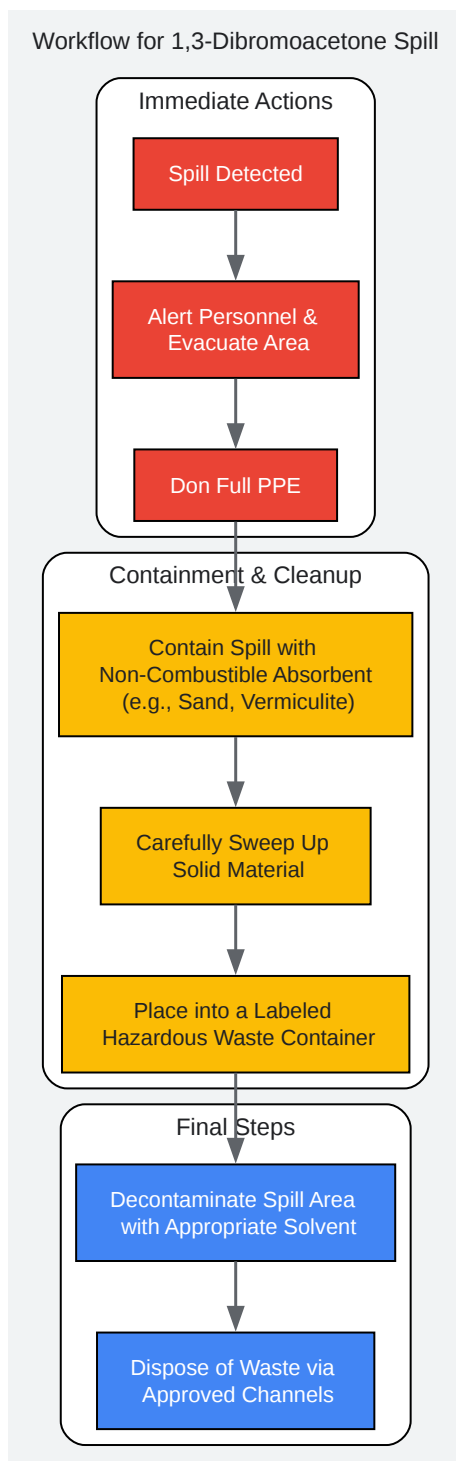 Workflow for 1,3-Dibromoacetone Spill
Immediate Actions
Spill Detected
Alert Personnel &
Evacuate Area
Don Full PPE
Containment & Cleanup
Contain Spill with
Non-Combustible Absorbent
(e.g., Sand, Vermiculite)
Carefully Sweep Up
Solid Material
Place into a Labeled
Hazardous Waste Container
Final Steps
Decontaminate Spill Area
with Appropriate Solvent
Dispose of Waste via
Approved Channels